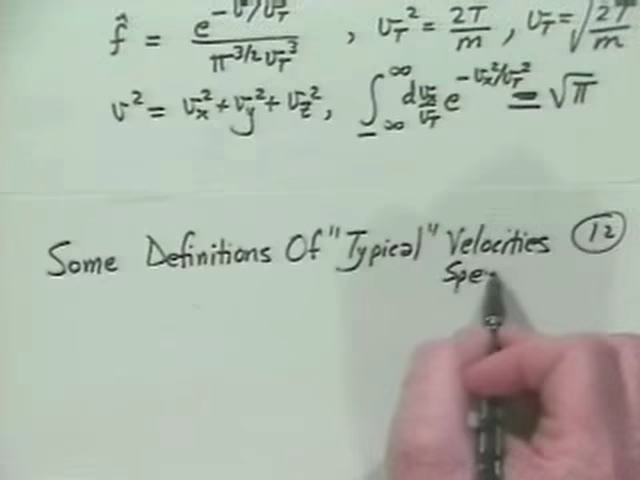 f̂ = e^(-v²/v_T²) / (π^(3/2) v_T³) , v_T² = 2T/m , v_T = √(2T/m)
v² = v_x² + v_y² + v_z² , ∫_{-∞}^{∞} dv_x/v_T e^(-v_x²/v_T²) = √π
Some Definitions Of "Typical" Velocities 12
Spe